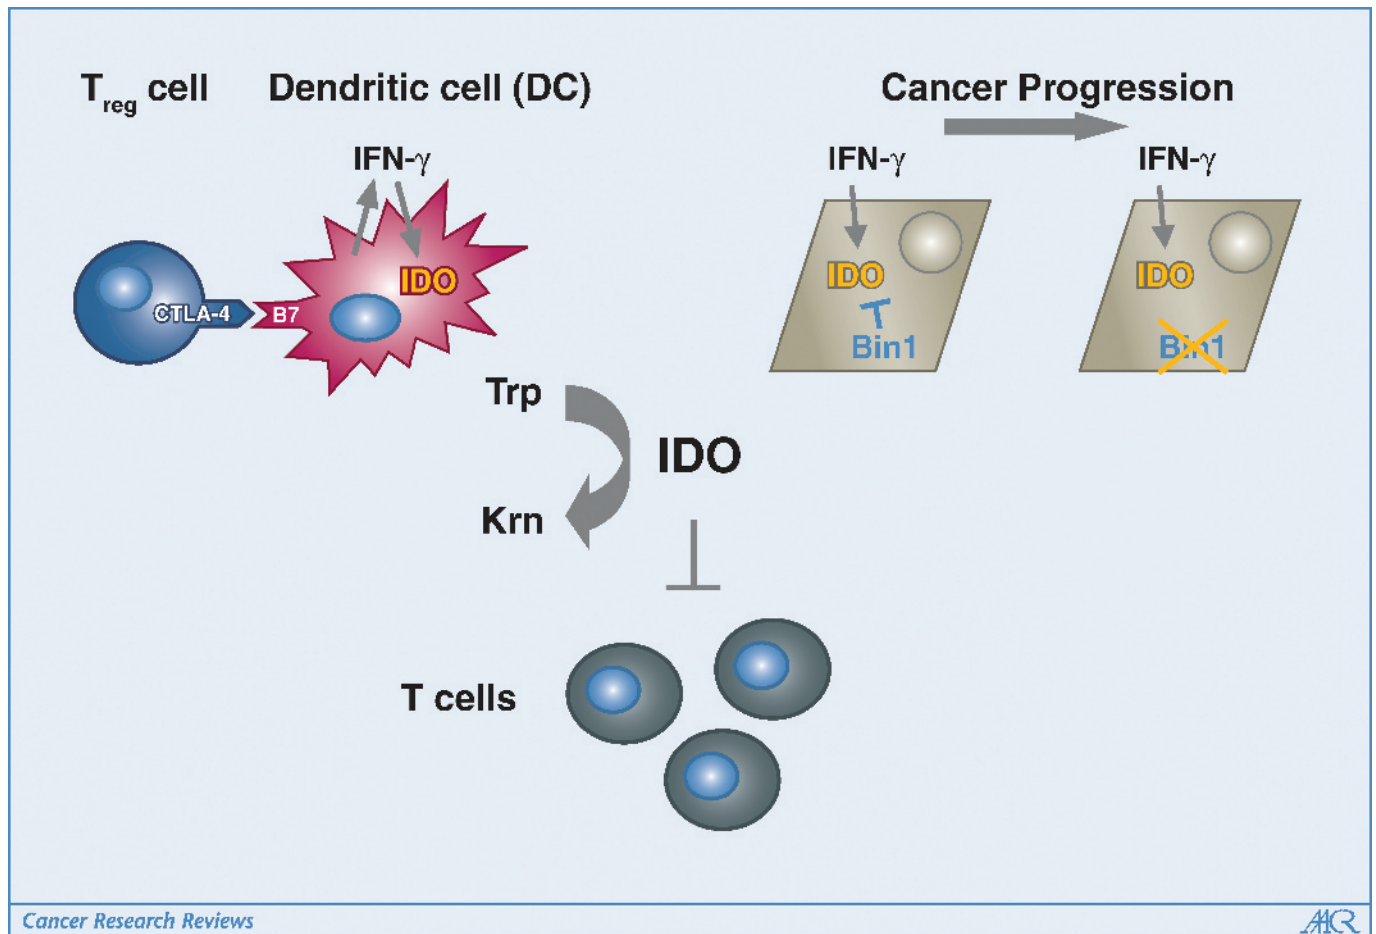 Treg cell
Dendritic cell (DC)
Cancer Progression
IFN-γ
IFN-γ
IFN-γ
IDO
CTLA-4
B7
IDO
Bin1
IDO
Bin1
Trp
IDO
Krn
T cells
Cancer Research Reviews
AACR